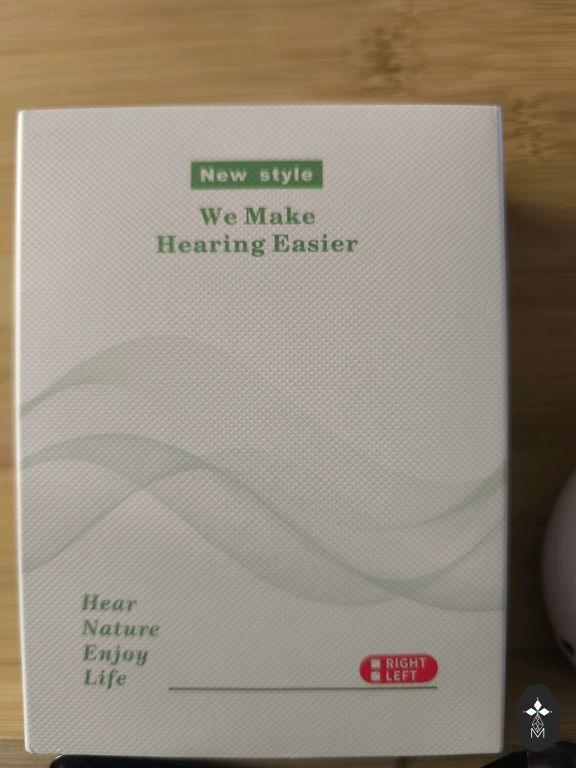 New style
We Make
Hearing Easier
Hear
Nature
Enjoy
Life
RIGHT
LEFT
M